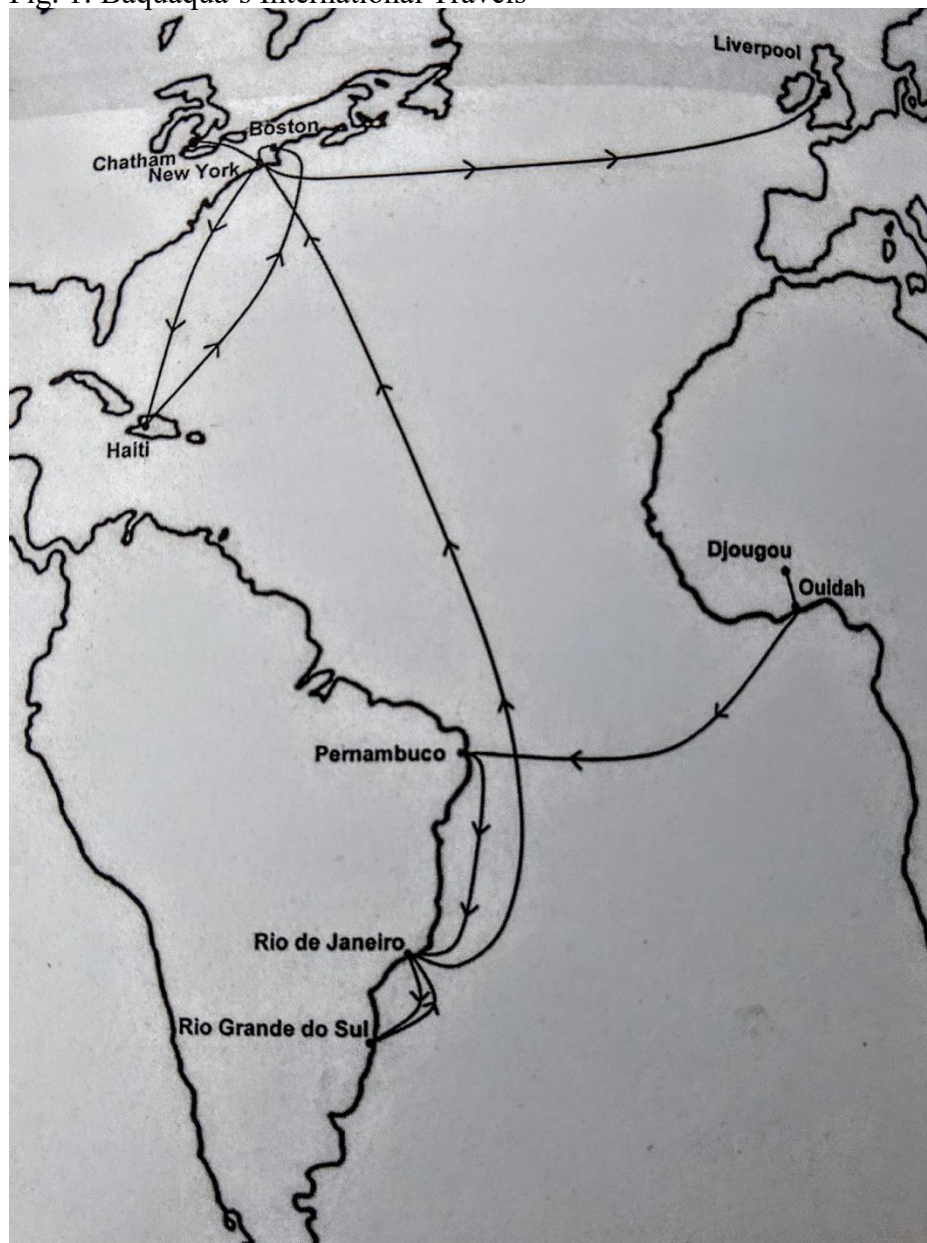 Fig. 1: Baquaqua's International Travels
Liverpool
Boston
Chatham
New York
Haiti
Djougou
Ouidah
Pernambuco
Rio de Janeiro
Rio Grande do Sul